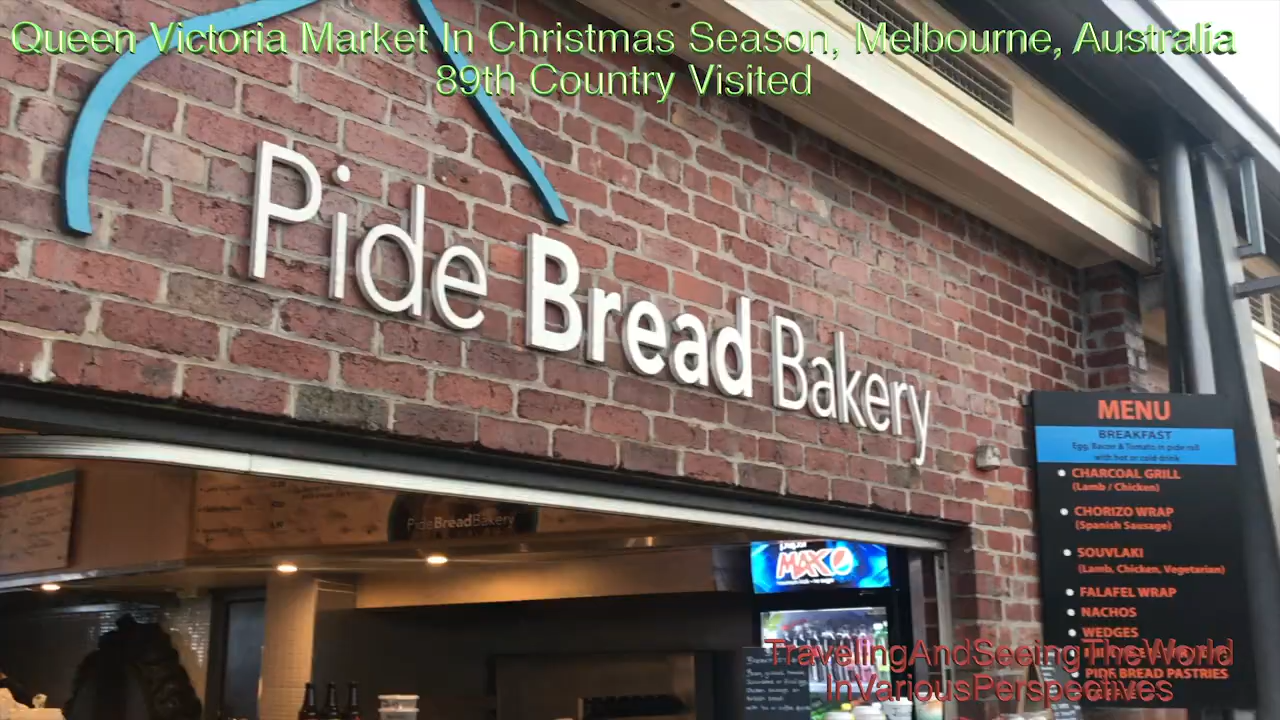 Queen Victoria Market In Christmas Season, Melbourne, Australia
89th Country Visited
Pide Bread Bakery
MENU
BREAKFAST
Egg, Bacon & Tomato in pide roll
with hot or cold drink
CHARCOAL GRILL
(Lamb / Chicken)
CHORIZO WRAP
(Spanish Sausage)
SOUVLAKI
(Lamb, Chicken, Vegetarian)
FALAFEL WRAP
NACHOS
WEDGES
PIDE BREAD PASTRIES
PideBreadBakery
MAX
TravelingAndSeeingTheWorld
InVariousPerspectives